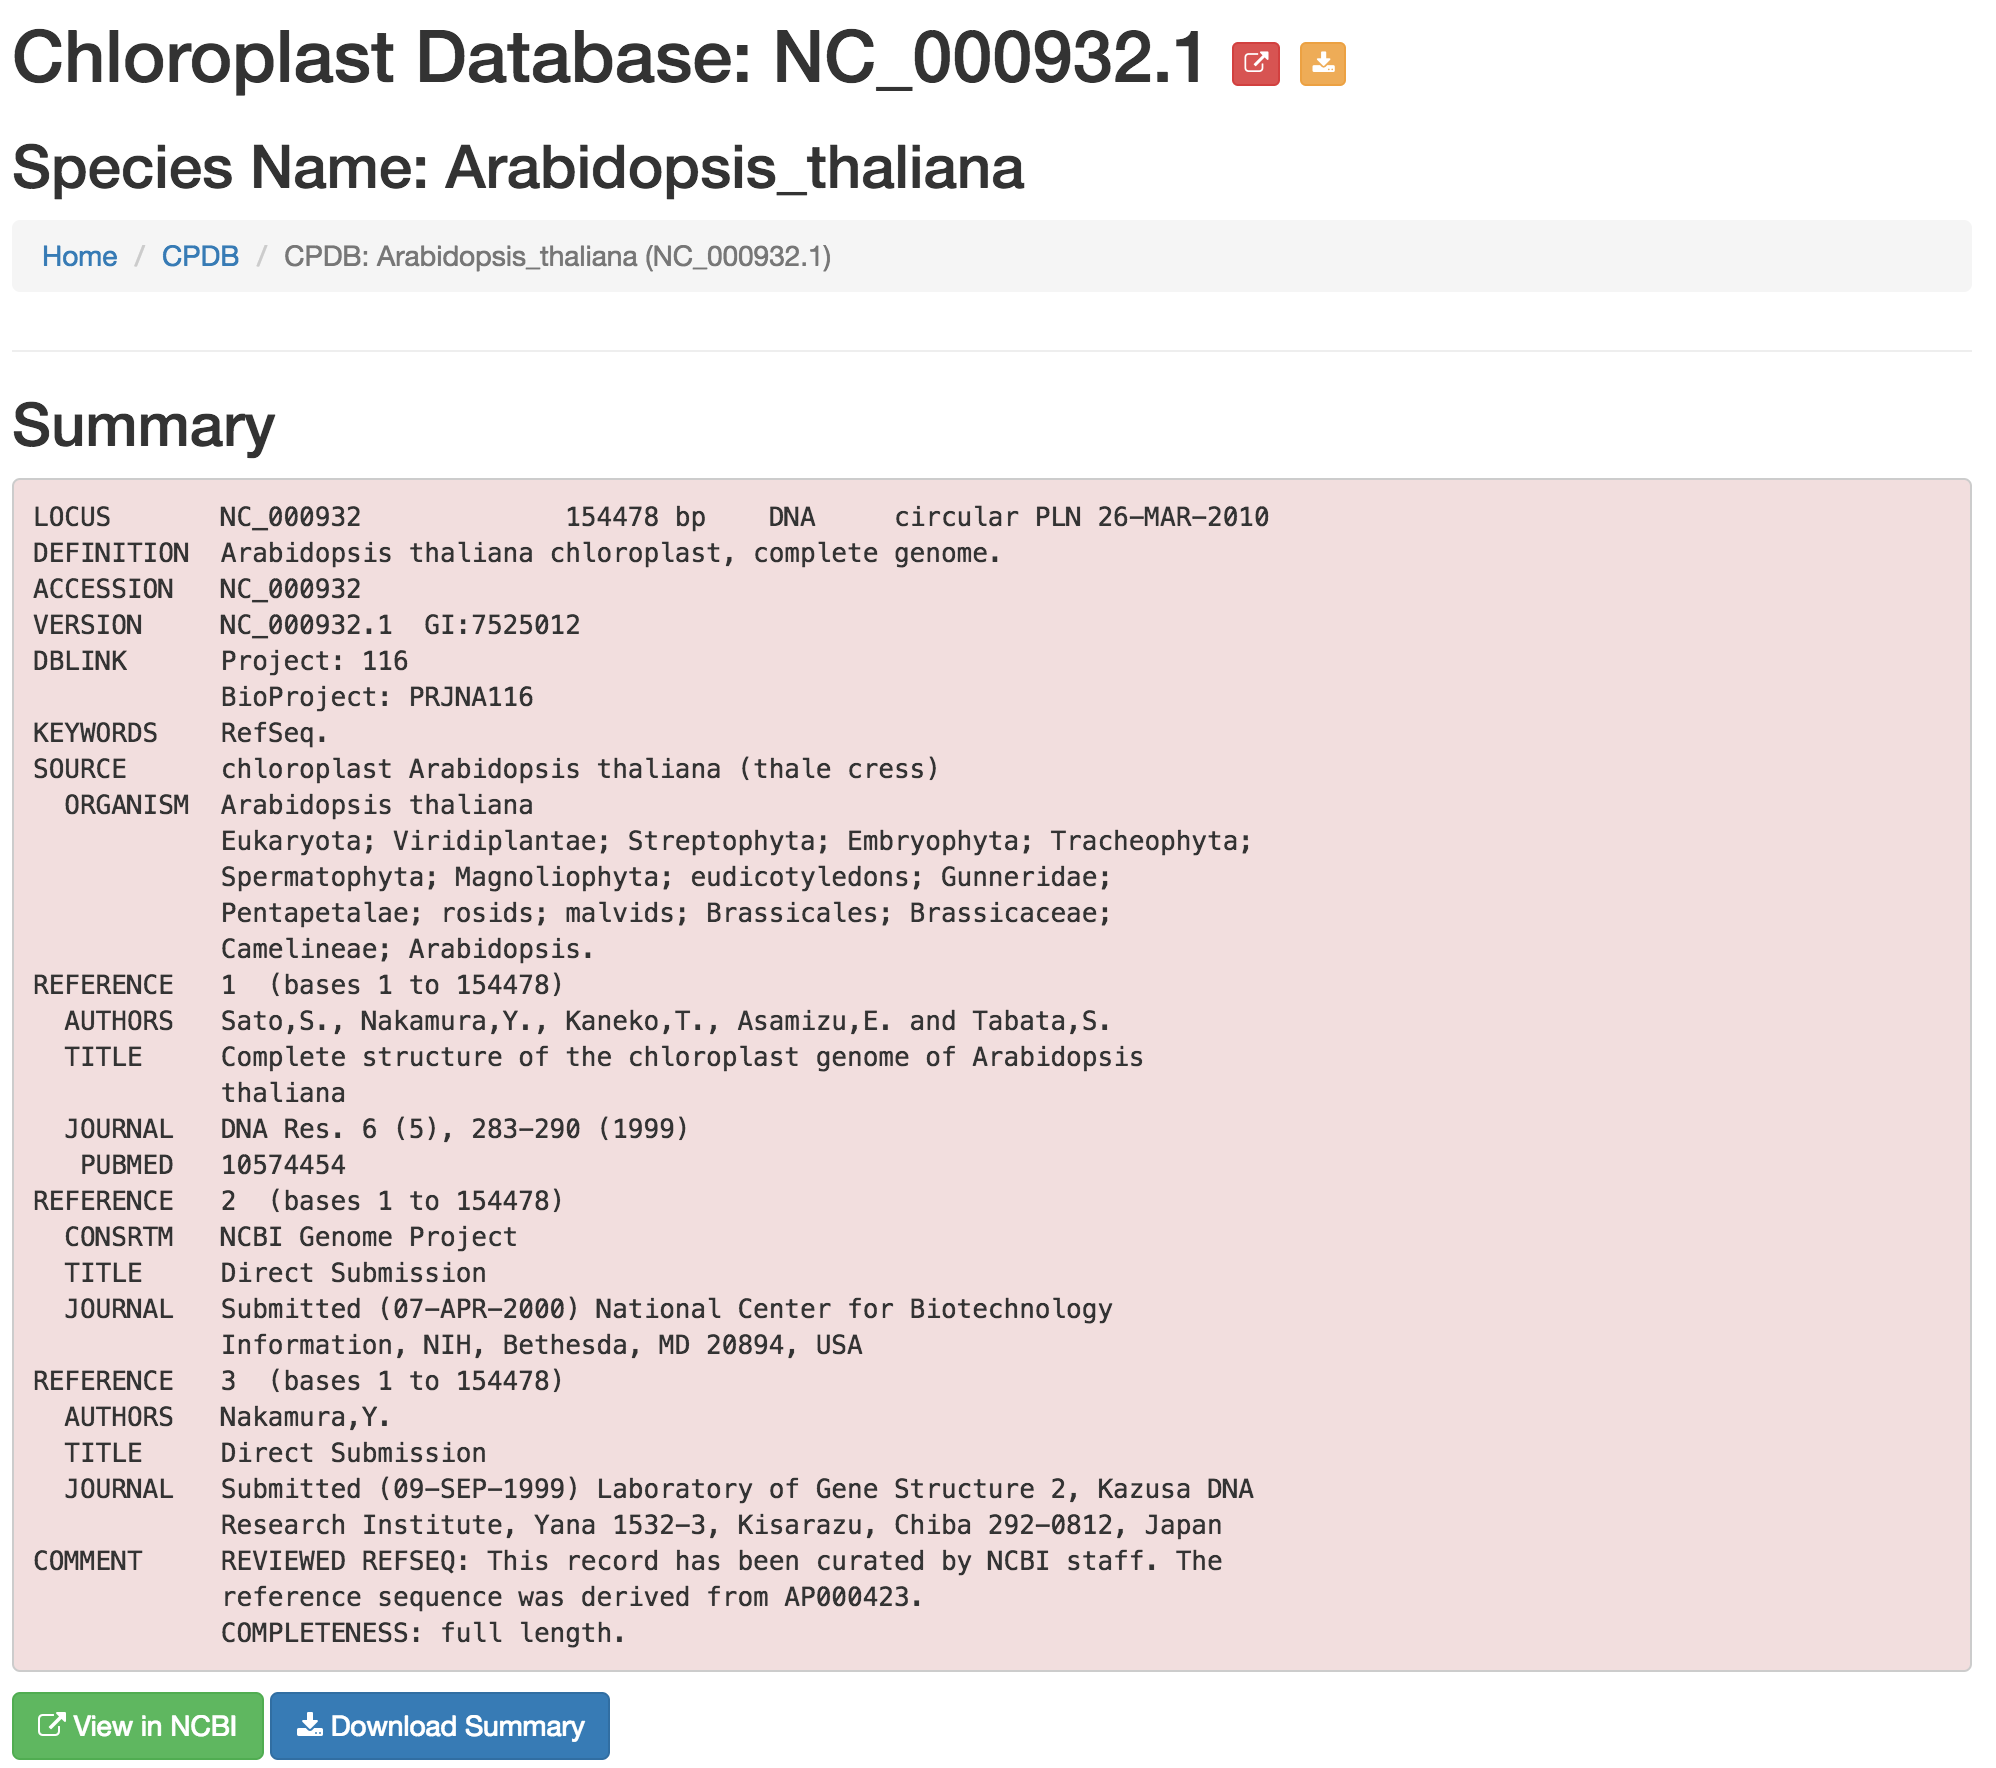 Chloroplast Database: NC_000932.1
Species Name: Arabidopsis_thaliana
Home / CPDB / CPDB: Arabidopsis_thaliana (NC_000932.1)
Summary
LOCUS       NC_000932             154478 bp    DNA     circular PLN 26-MAR-2010
DEFINITION  Arabidopsis thaliana chloroplast, complete genome.
ACCESSION   NC_000932
VERSION     NC_000932.1  GI:7525012
DBLINK      Project: 116
            BioProject: PRJNA116
KEYWORDS    RefSeq.
SOURCE      chloroplast Arabidopsis thaliana (thale cress)
  ORGANISM  Arabidopsis thaliana
            Eukaryota; Viridiplantae; Streptophyta; Embryophyta; Tracheophyta;
            Spermatophyta; Magnoliophyta; eudicotyledons; Gunneridae;
            Pentapetalae; rosids; malvids; Brassicales; Brassicaceae;
            Camelineae; Arabidopsis.
REFERENCE   1  (bases 1 to 154478)
  AUTHORS   Sato,S., Nakamura,Y., Kaneko,T., Asamizu,E. and Tabata,S.
  TITLE     Complete structure of the chloroplast genome of Arabidopsis
            thaliana
  JOURNAL   DNA Res. 6 (5), 283-290 (1999)
   PUBMED   10574454
REFERENCE   2  (bases 1 to 154478)
  CONSRTM   NCBI Genome Project
  TITLE     Direct Submission
  JOURNAL   Submitted (07-APR-2000) National Center for Biotechnology
            Information, NIH, Bethesda, MD 20894, USA
REFERENCE   3  (bases 1 to 154478)
  AUTHORS   Nakamura,Y.
  TITLE     Direct Submission
  JOURNAL   Submitted (09-SEP-1999) Laboratory of Gene Structure 2, Kazusa DNA
            Research Institute, Yana 1532-3, Kisarazu, Chiba 292-0812, Japan
COMMENT     REVIEWED REFSEQ: This record has been curated by NCBI staff. The
            reference sequence was derived from AP000423.
            COMPLETENESS: full length.
View in NCBI Download Summary